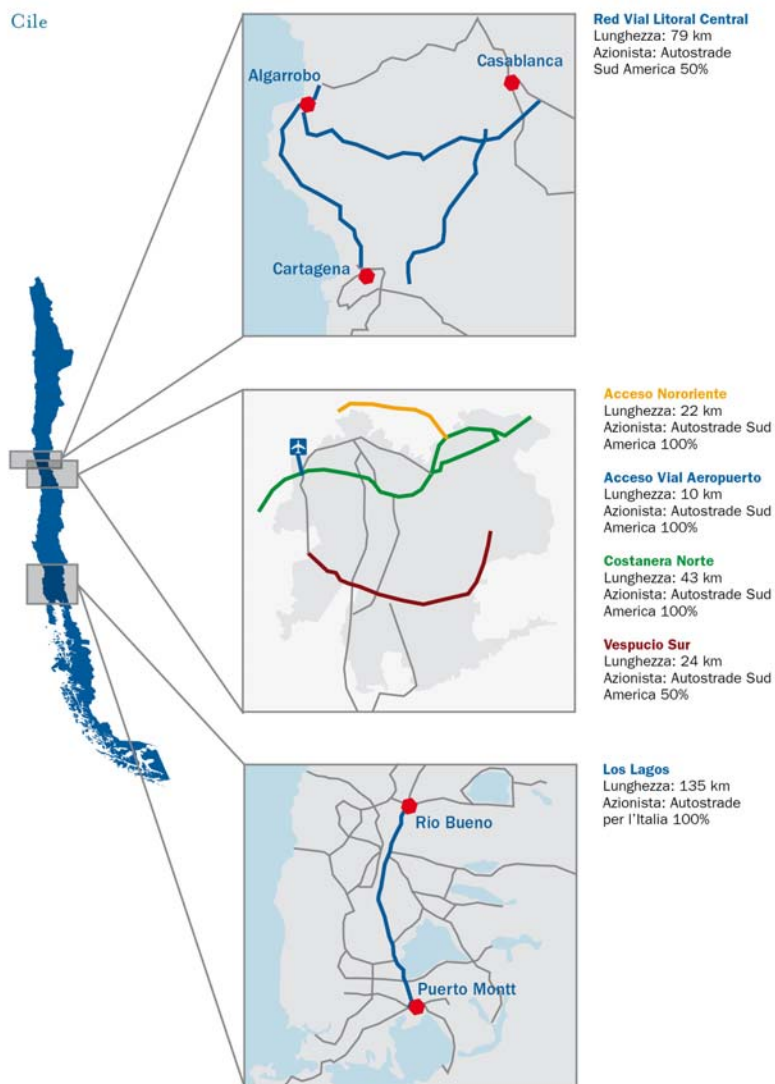 Cile
Algarrobo
Casablanca
Cartagena
Red Vial Litoral Central
Lunghezza: 79 km
Azionista: Autostrade
Sud America 50%
Acceso Nororiente
Lunghezza: 22 km
Azionista: Autostrade Sud
America 100%
Acceso Vial Aeropuerto
Lunghezza: 10 km
Azionista: Autostrade Sud
America 100%
Costanera Norte
Lunghezza: 43 km
Azionista: Autostrade Sud
America 100%
Vespucio Sur
Lunghezza: 24 km
Azionista: Autostrade Sud
America 50%
Rio Bueno
Puerto Montt
Los Lagos
Lunghezza: 135 km
Azionista: Autostrade
per l'Italia 100%